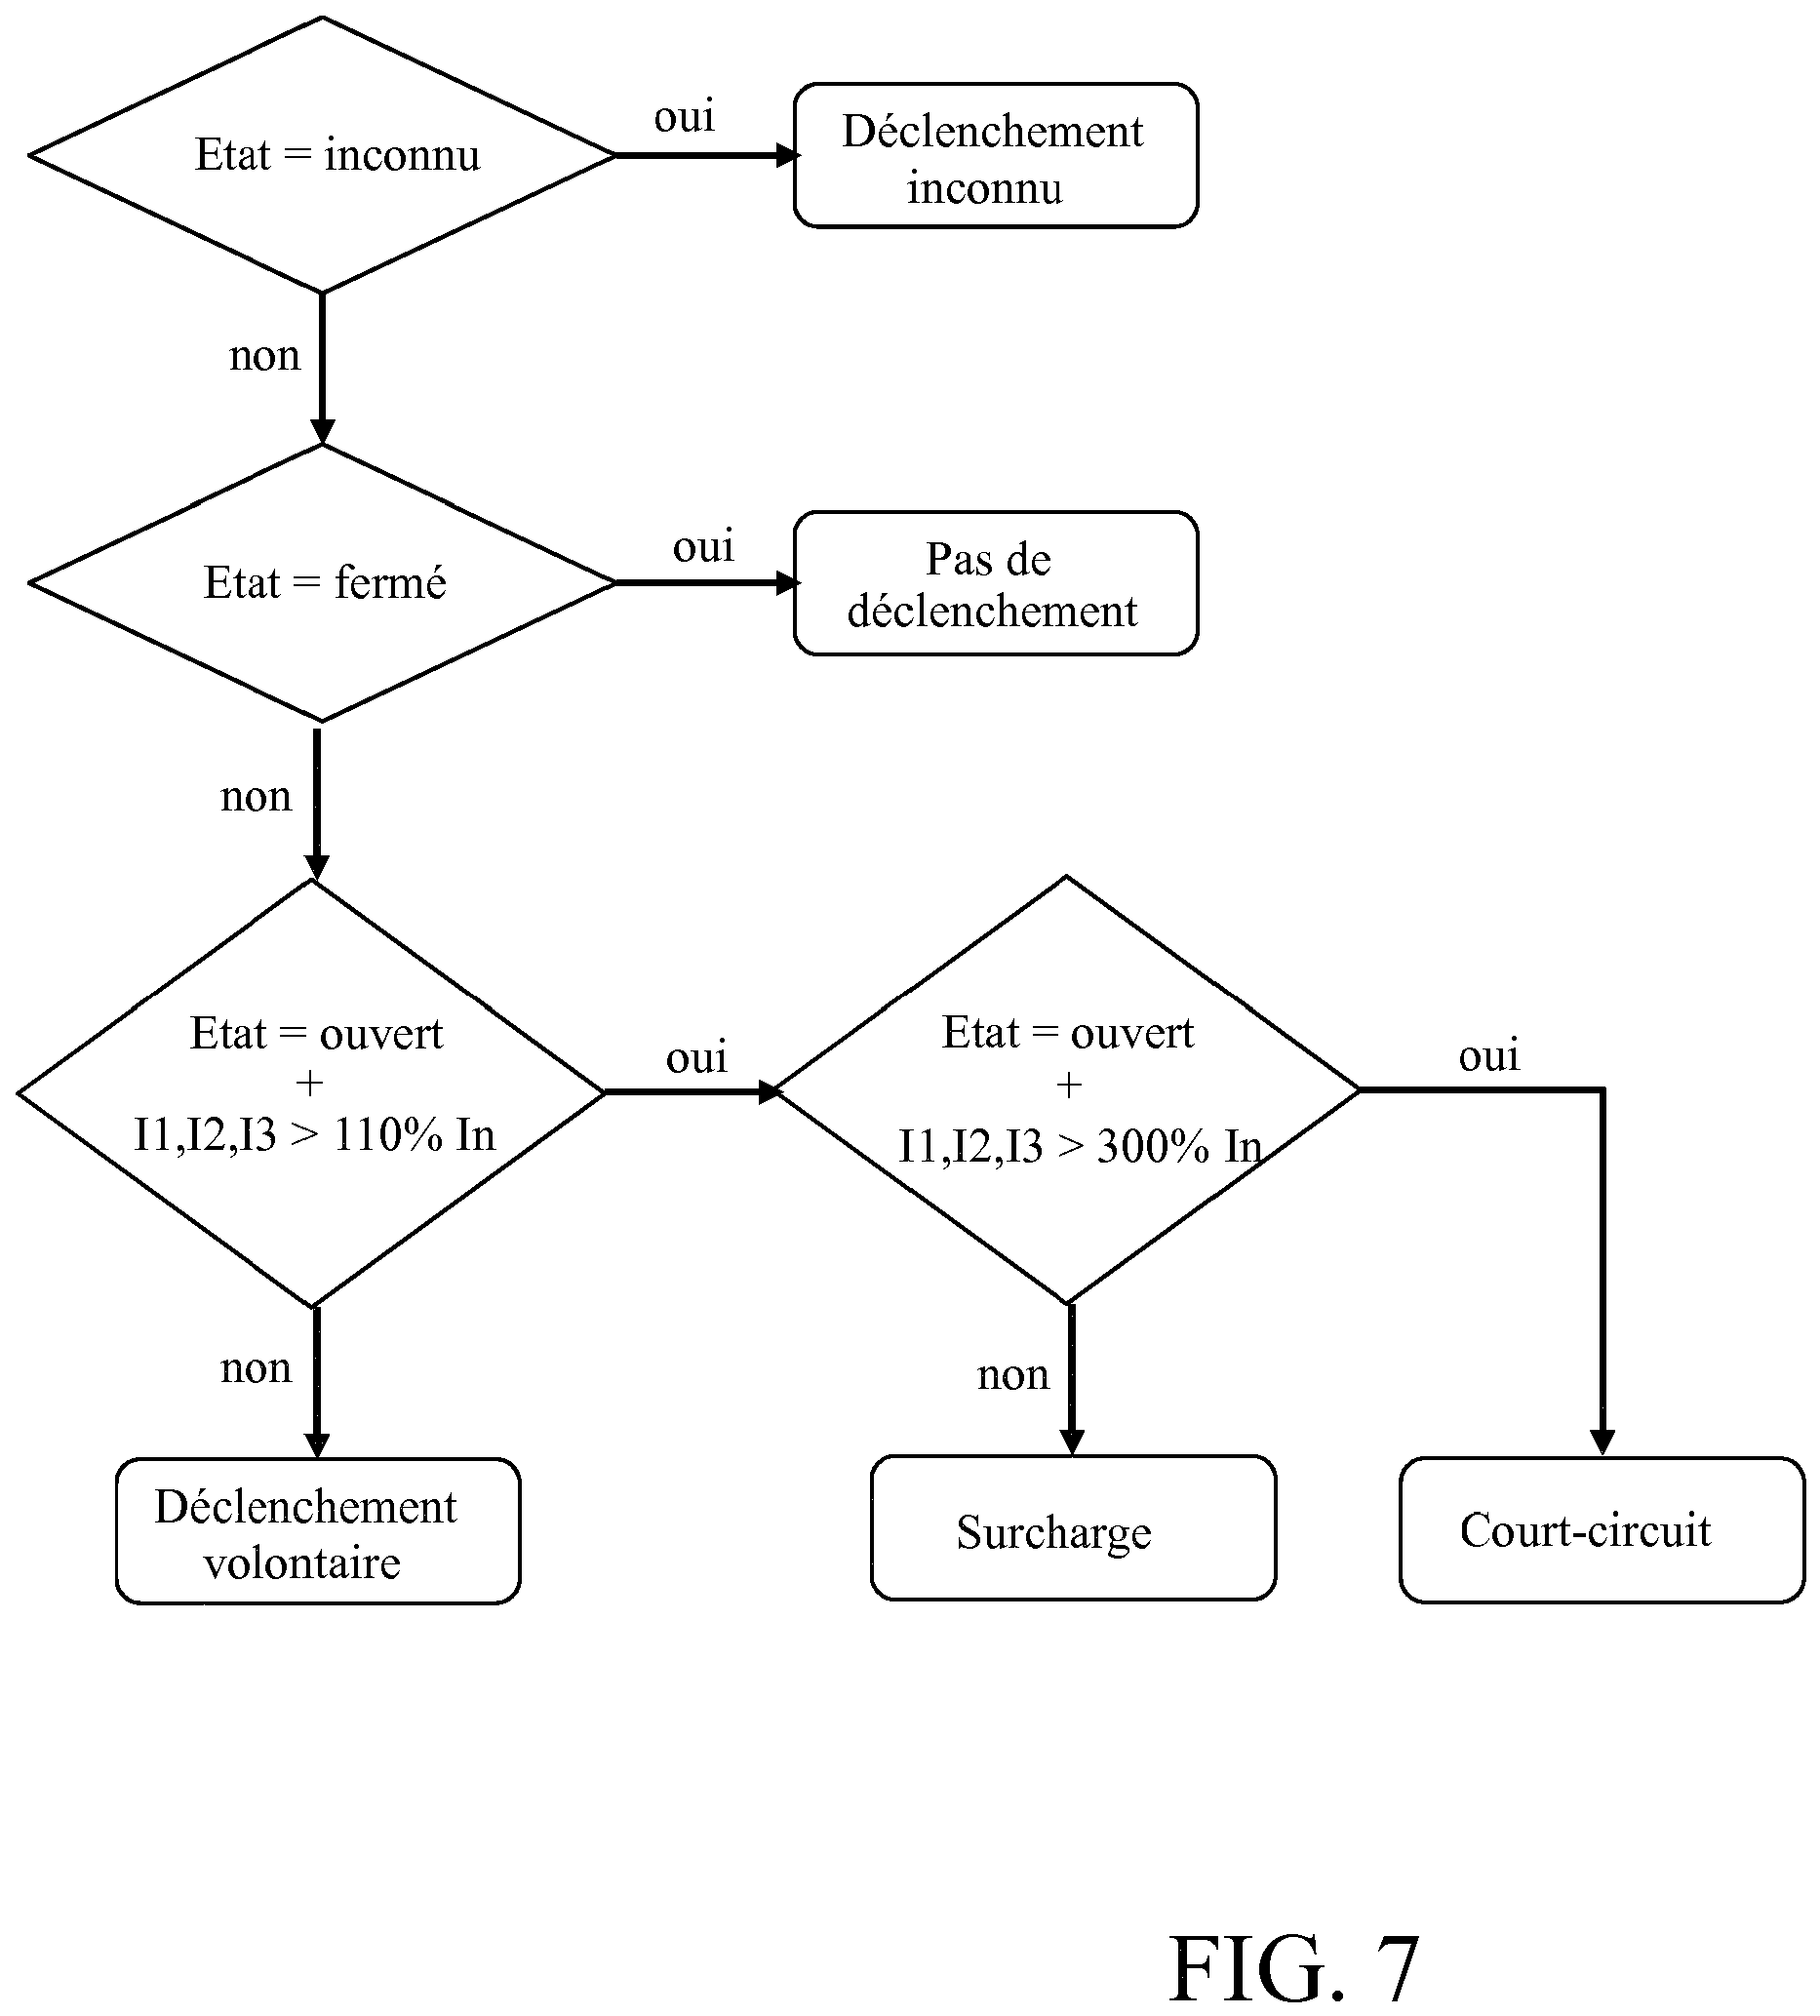 Etat = inconnu
oui
Déclenchement
inconnu
non
Etat = fermé
oui
Pas de
déclenchement
non
Etat = ouvert
+
I1,I2,I3 > 110% In
oui
Etat = ouvert
+
I1,I2,I3 > 300% In
oui
non
non
Déclenchement
volontaire
Surcharge
Court-circuit
FIG. 7